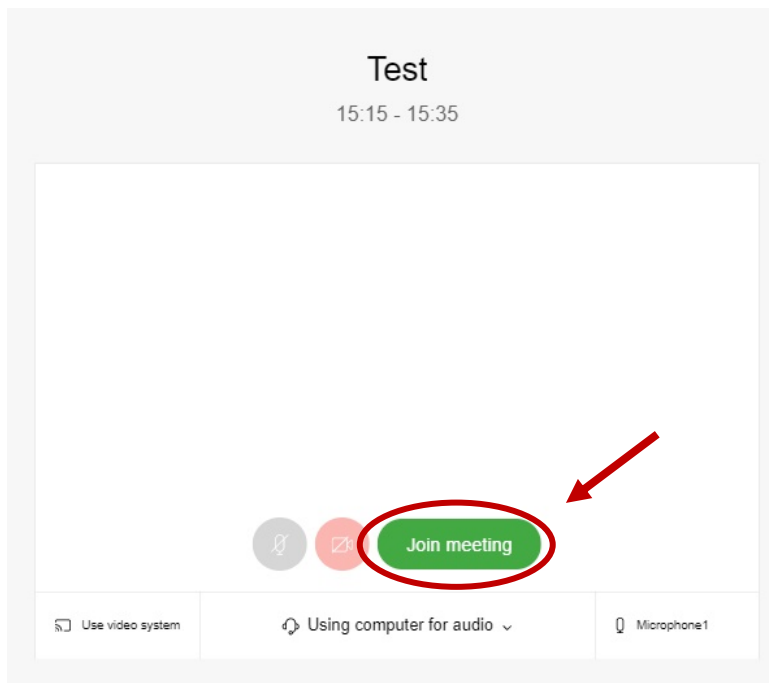 Test
15:15 - 15:35
Join meeting
Use video system
Using computer for audio
Microphone1